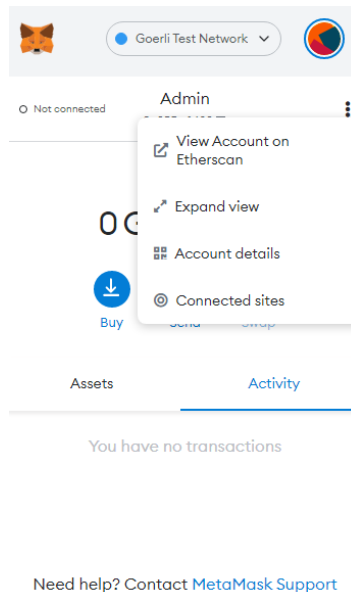 Goerli Test Network
Not connected
Admin
View Account on
Etherscan
Expand view
Account details
Connected sites
0 G
Buy
Send
Swap
Assets
Activity
You have no transactions
Need help? Contact MetaMask Support